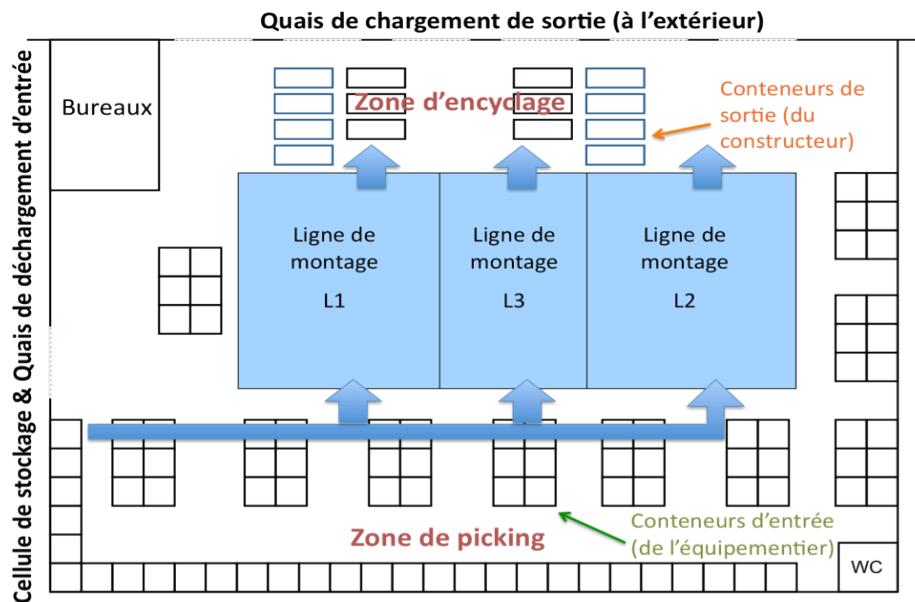 Quais de chargement de sortie (à l’extérieur)
Cellule de stockage & Quais de déchargement d’entrée
Bureaux
Zone d’encyclage
Conteneurs de
sortie (du
constructeur)
Ligne de
montage
L1
Ligne de
montage
L3
Ligne de
montage
L2
Zone de picking
Conteneurs d’entrée
(de l’équipementier)
WC